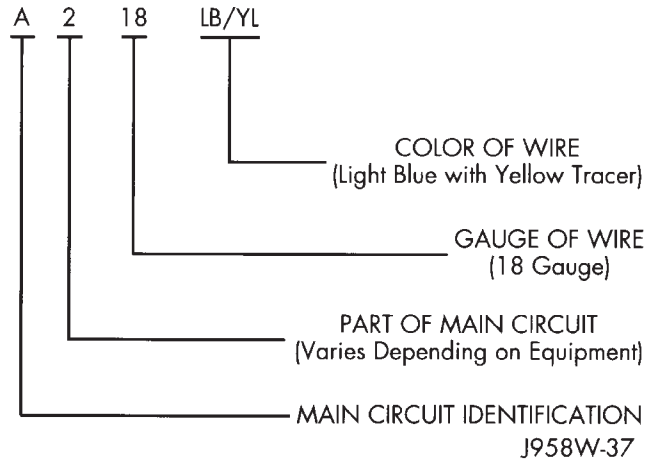 A 2 18 LB/YL
COLOR OF WIRE
(Light Blue with Yellow Tracer)
GAUGE OF WIRE
(18 Gauge)
PART OF MAIN CIRCUIT
(Varies Depending on Equipment)
MAIN CIRCUIT IDENTIFICATION
J958W-37